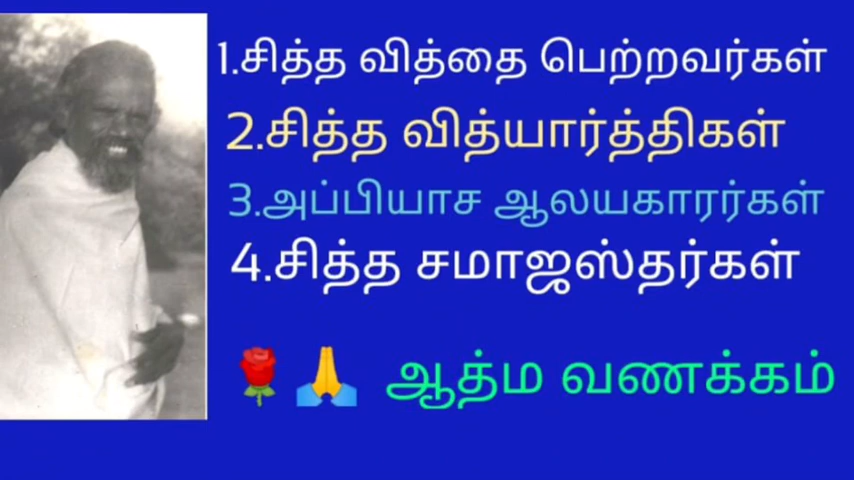 1.சித்த வித்தை பெற்றவர்கள்
2.சித்த வித்யார்த்திகள்
3.அப்பியாச ஆலயகாரர்கள்
4.சித்த சமாஜஸ்தர்கள்
🌹🙏 ஆத்ம வணக்கம்